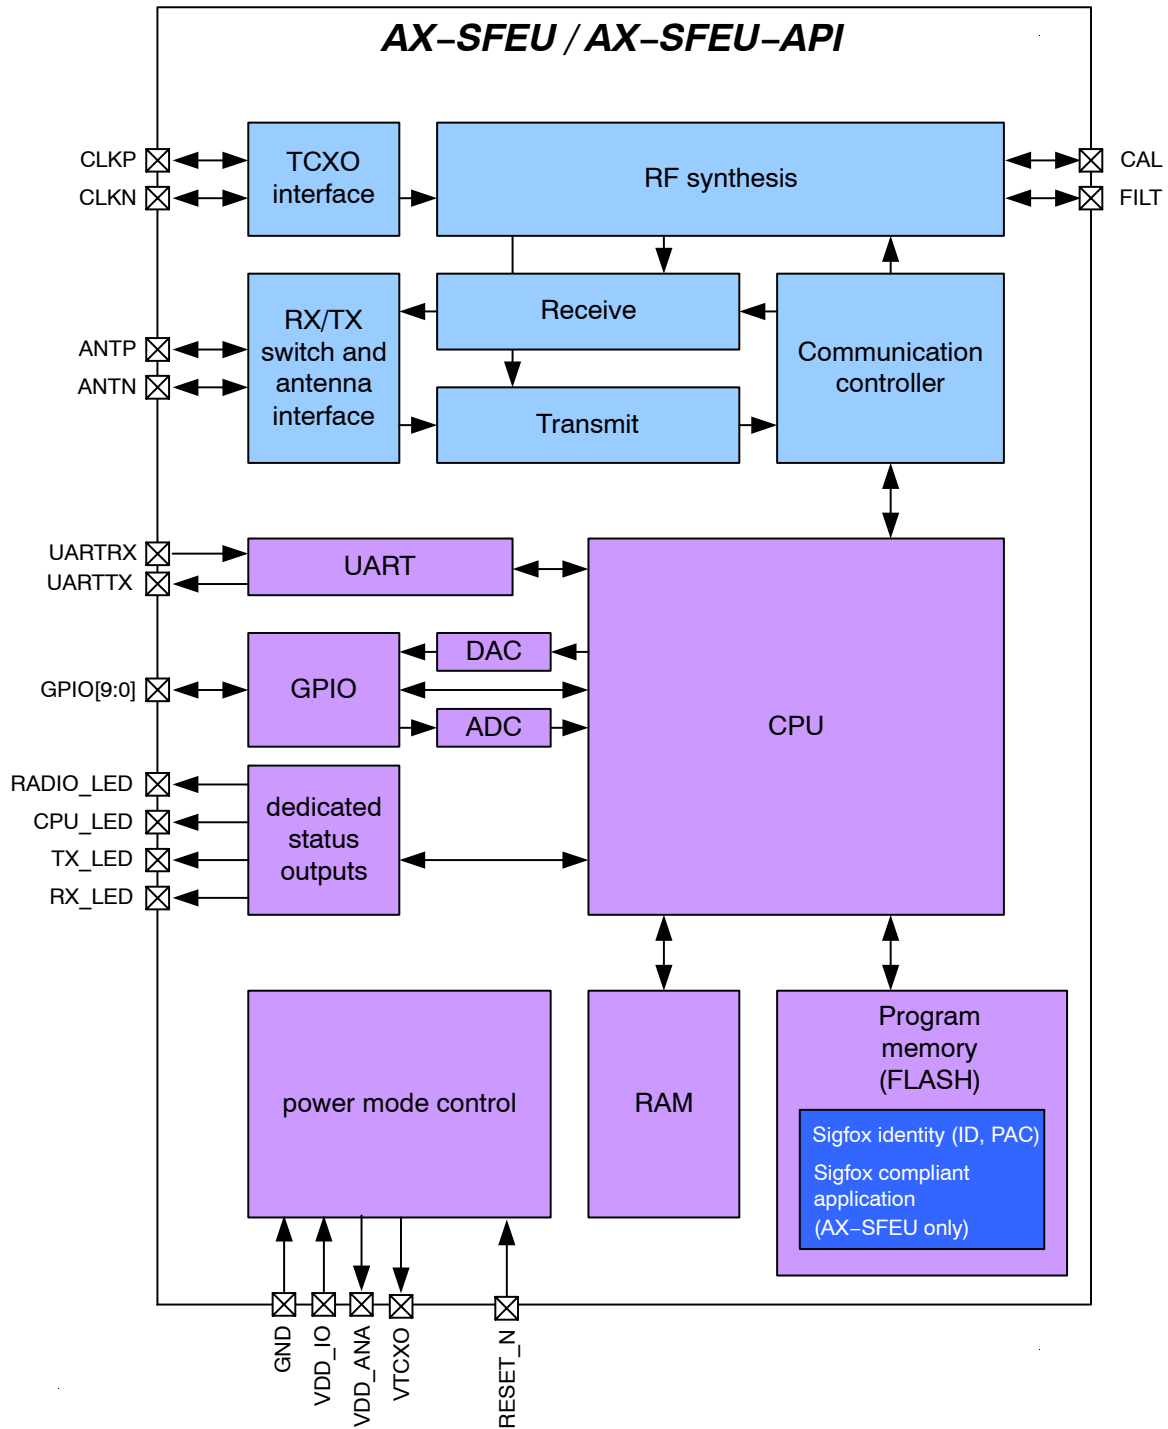 AX–SFEU / AX–SFEU–API
CLKP
CLKN
TCXO
interface
RF synthesis
CAL
FILT
ANTP
ANTN
RX/TX
switch and
antenna
interface
Receive
Transmit
Communication
controller
UARTRX
UARTTX
UART
GPIO[9:0]
GPIO
DAC
ADC
CPU
RADIO_LED
CPU_LED
TX_LED
RX_LED
dedicated
status
outputs
power mode control
RAM
Program
memory
(FLASH)
Sigfox identity (ID, PAC)
Sigfox compliant
application
(AX–SFEU only)
GND
VDD_IO
VDD_ANA
VTCXO
RESET_N